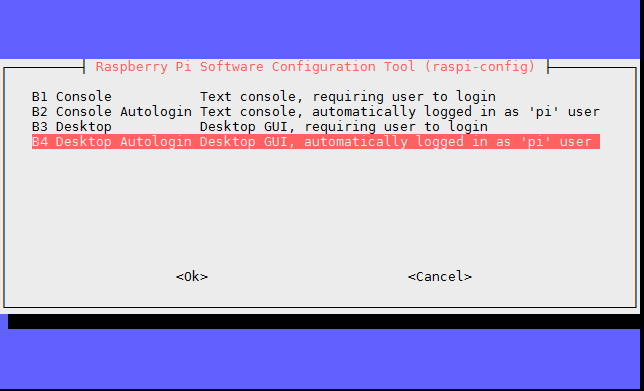 Raspberry Pi Software Configuration Tool (raspi-config)
B1 Console Text console, requiring user to login
B2 Console Autologin Text console, automatically logged in as 'pi' user
B3 Desktop Desktop GUI, requiring user to login
B4 Desktop Autologin Desktop GUI, automatically logged in as 'pi' user
<Ok> <Cancel>